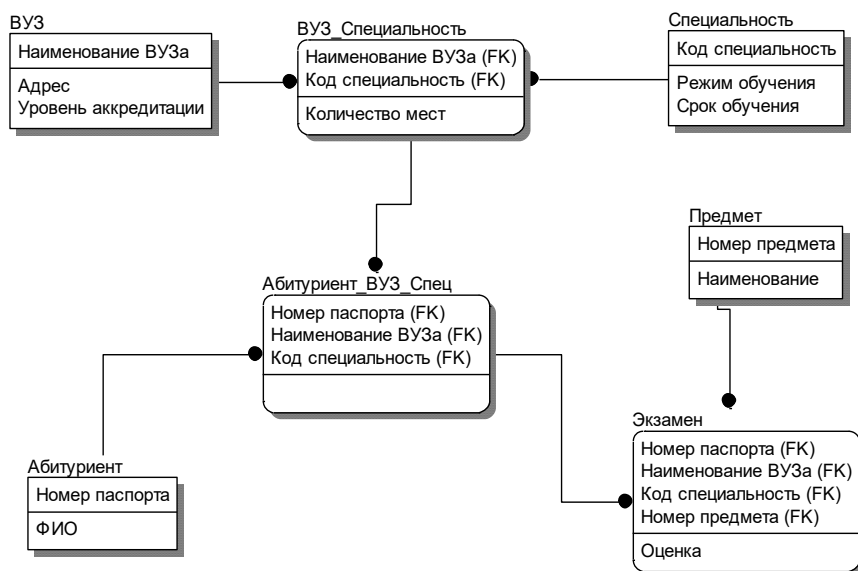 ВУЗ
Наименование ВУЗа
Адрес
Уровень аккредитации
ВУЗ_Специальность
Наименование ВУЗа (FK)
Код специальность (FK)
Количество мест
Специальность
Код специальность
Режим обучения
Срок обучения
Предмет
Номер предмета
Наименование
Абитуриент_ВУЗ_Спец
Номер паспорта (FK)
Наименование ВУЗа (FK)
Код специальность (FK)
Абитуриент
Номер паспорта
ФИО
Экзамен
Номер паспорта (FK)
Наименование ВУЗа (FK)
Код специальность (FK)
Номер предмета (FK)
Оценка